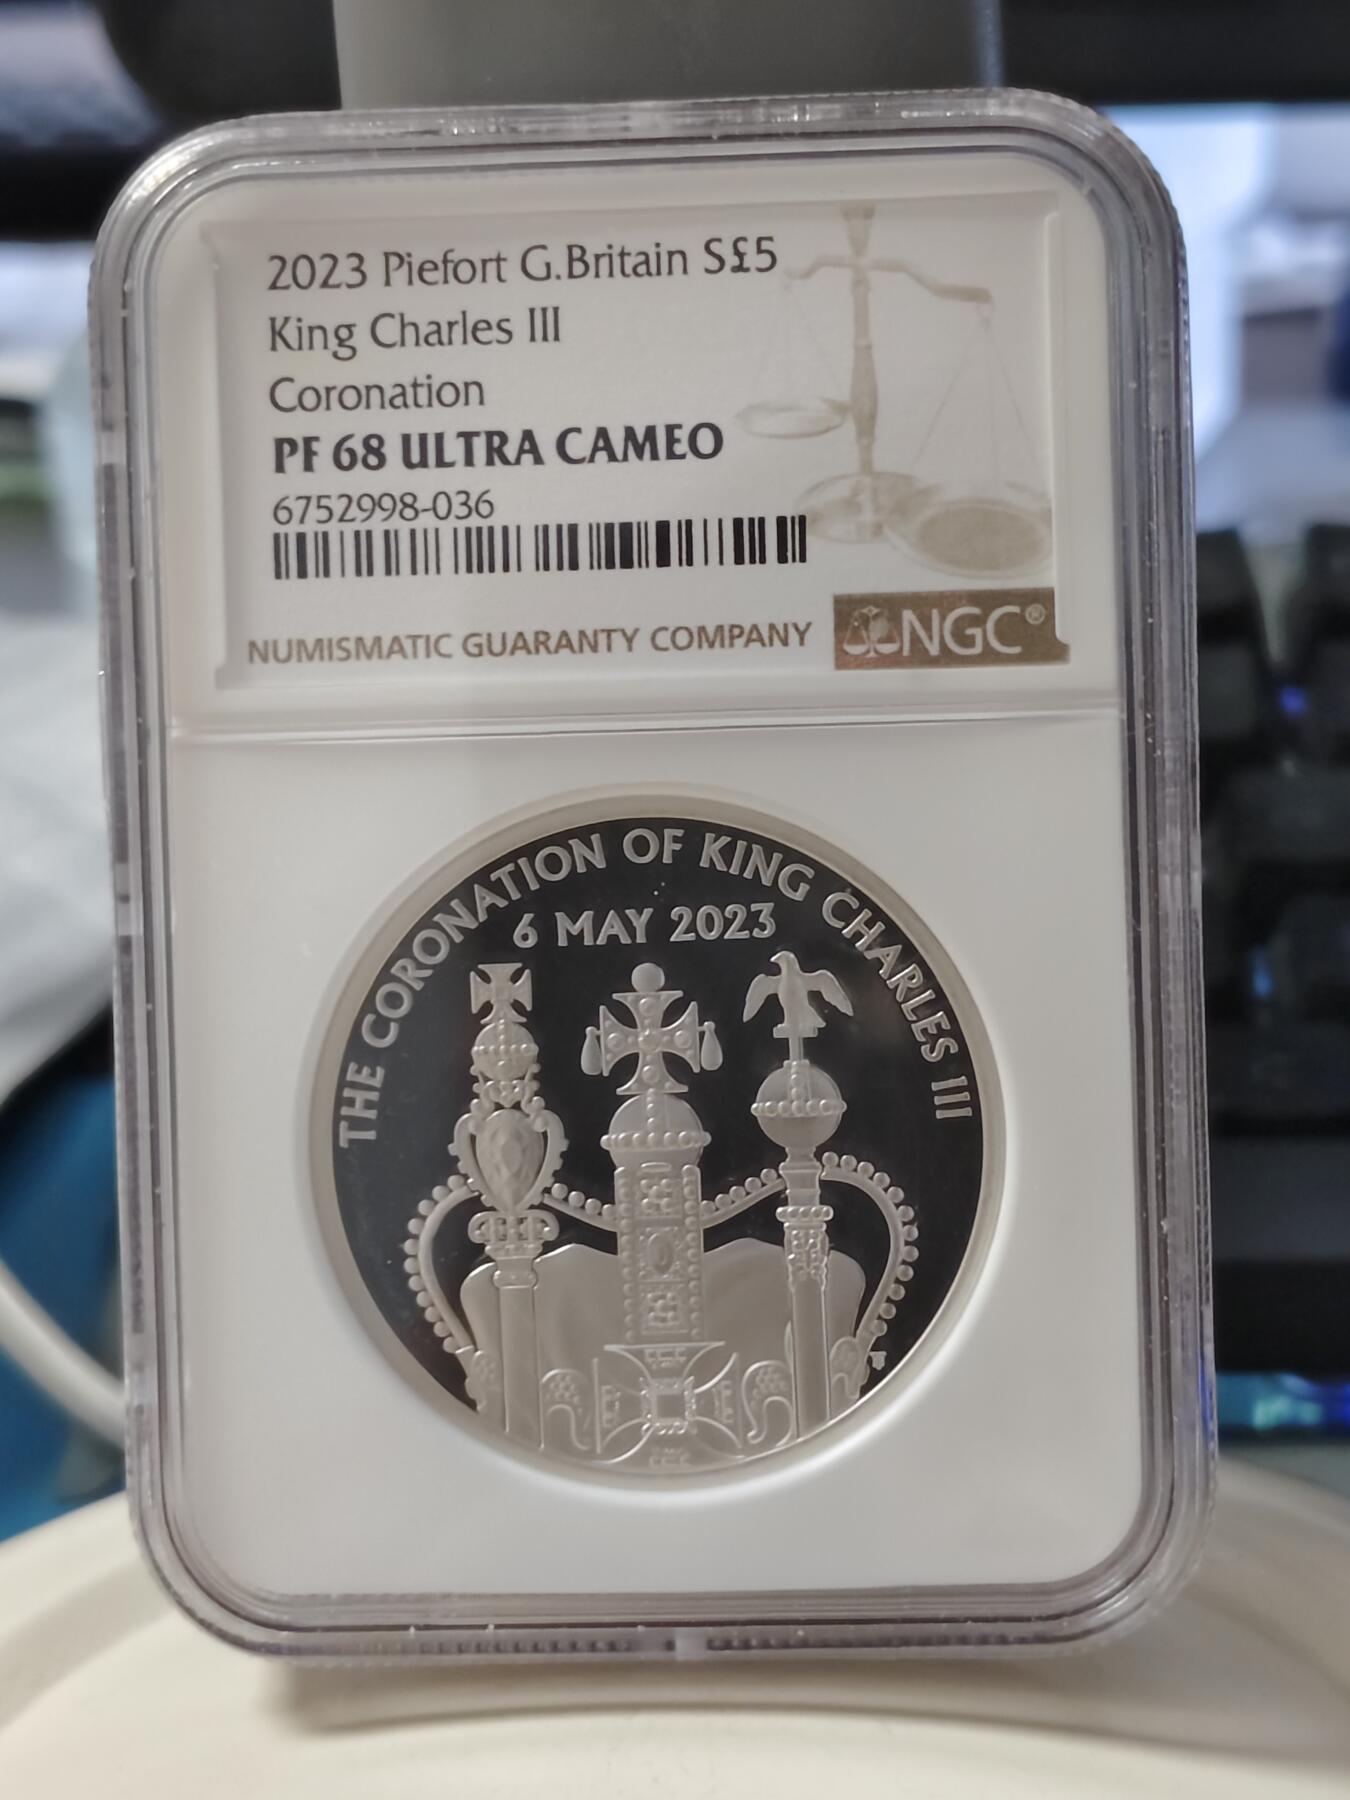 2023 Piefort G.Britain S£5
King Charles III
Coronation
PF 68 ULTRA CAMEO
6752998-036
NUMISMATIC GUARANTY COMPANY
NGC®
THE CORONATION OF KING CHARLES III
6 MAY 2023